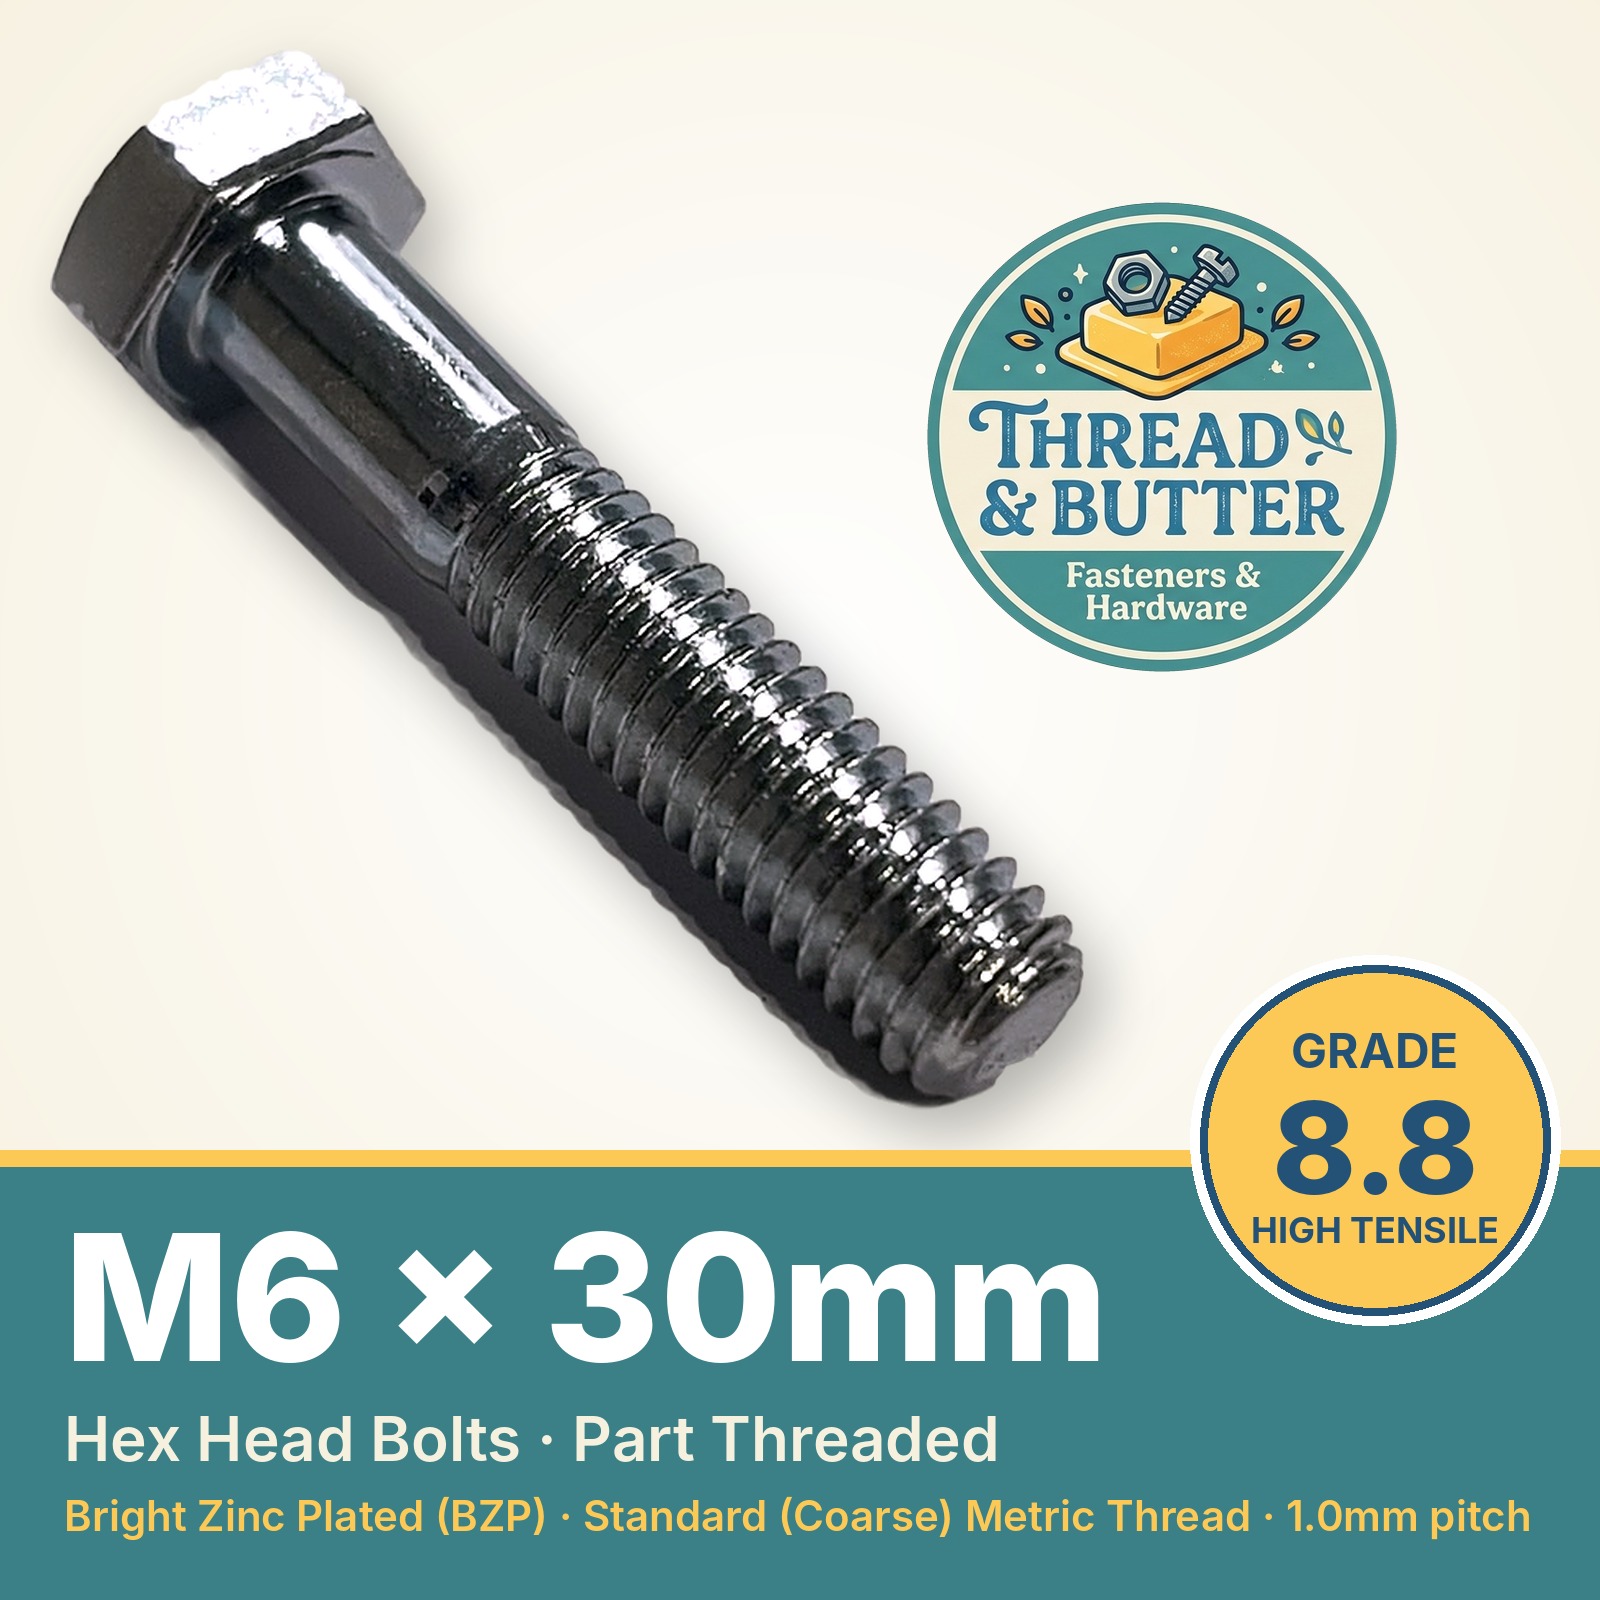 THREAD
& BUTTER
Fasteners &
Hardware
GRADE
8.8
HIGH TENSILE
M6 × 30mm
Hex Head Bolts · Part Threaded
Bright Zinc Plated (BZP) · Standard (Coarse) Metric Thread · 1.0mm pitch